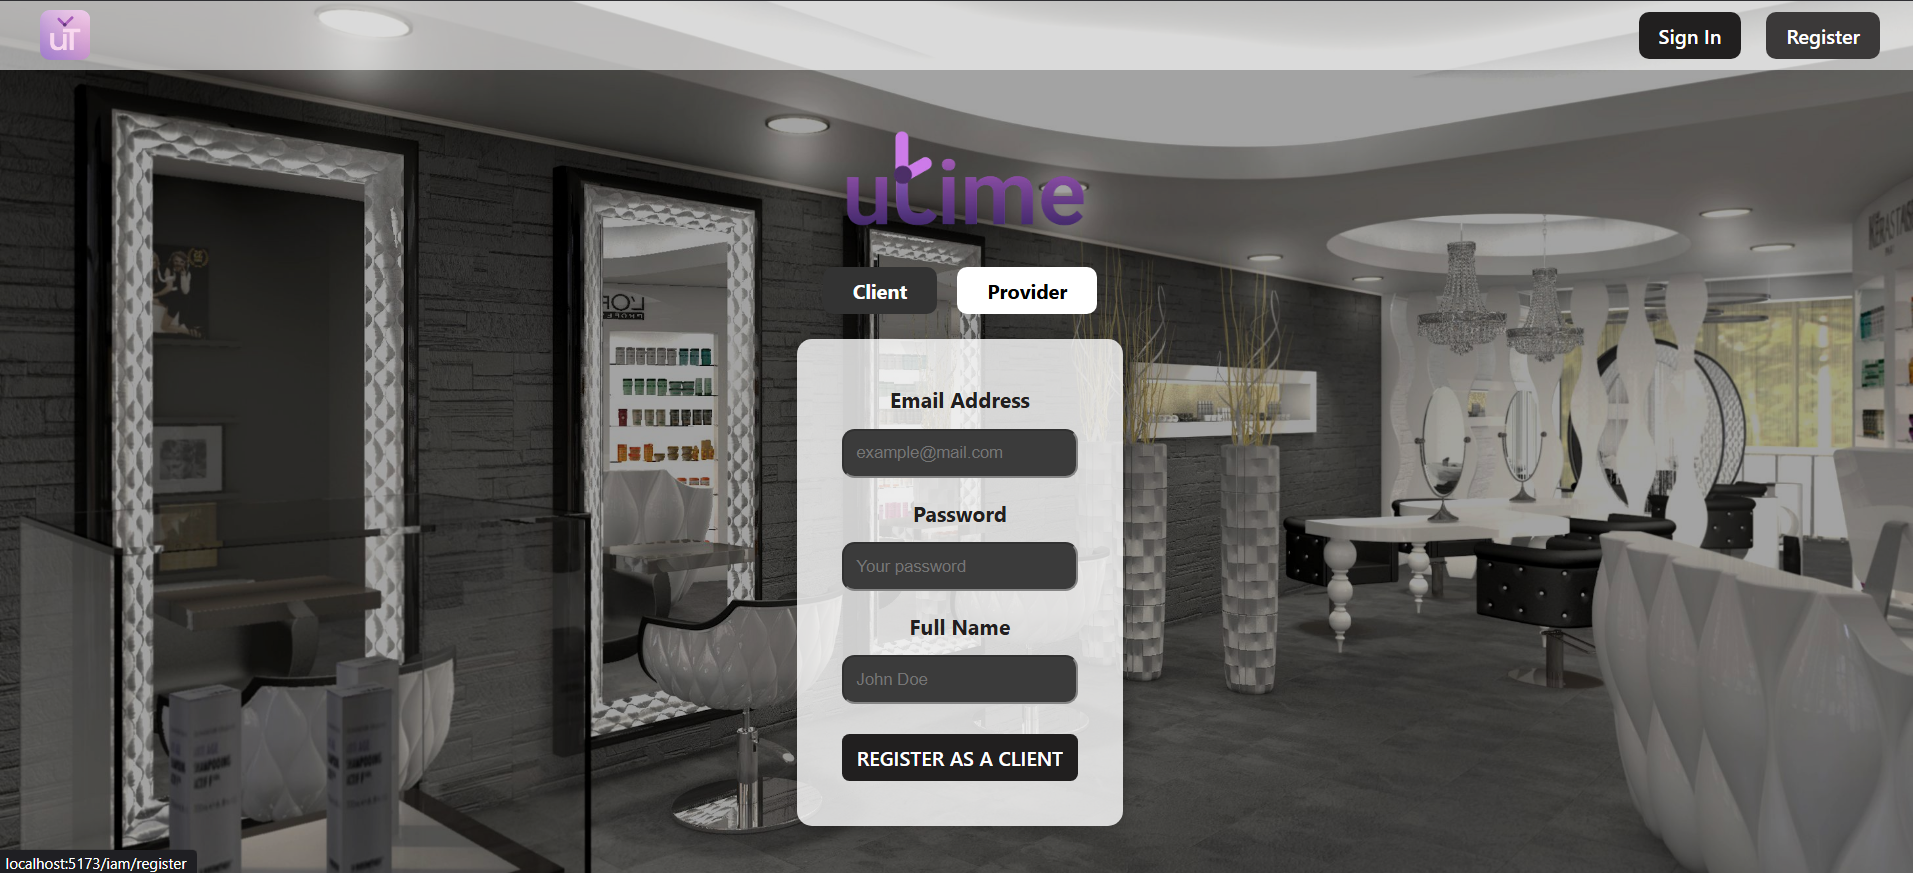 uT
Sign In
Register
utime
Client
Provider
Email Address
example@mail.com
Password
Your password
Full Name
John Doe
REGISTER AS A CLIENT
localhost:5173/iam/register